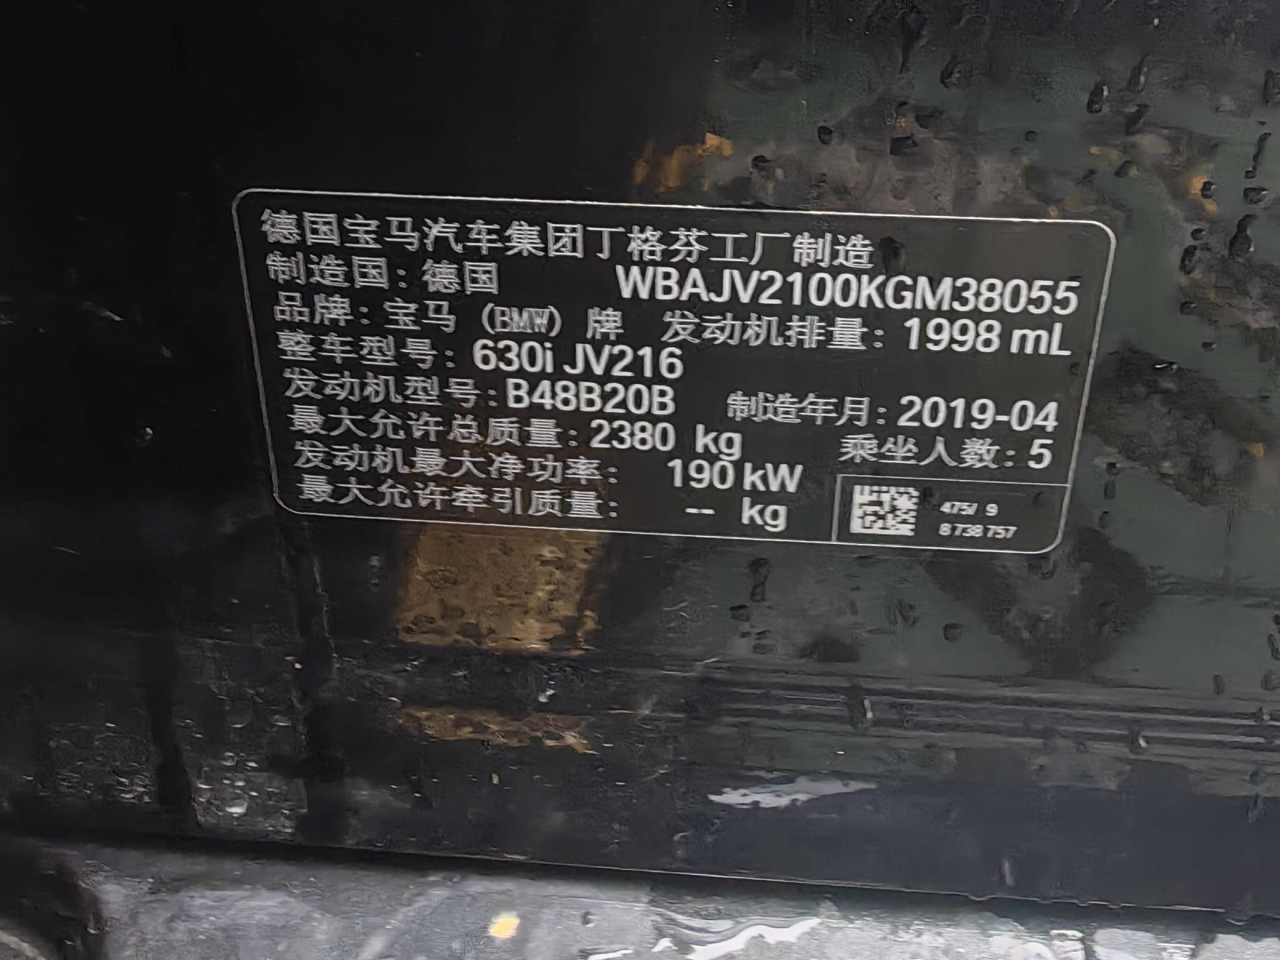 德国宝马汽车集团丁格芬工厂制造
制造国：德国 WBAJV2100KGM38055
品牌：宝马（BMW）牌 发动机排量：1998 mL
整车型号：630i JV216
发动机型号：B48B20B 制造年月：2019-04
最大允许总质量：2380 kg 乘坐人数：5
发动机最大净功率： 190 kW
最大允许牵引质量： -- kg
475/ 9
8 738 757